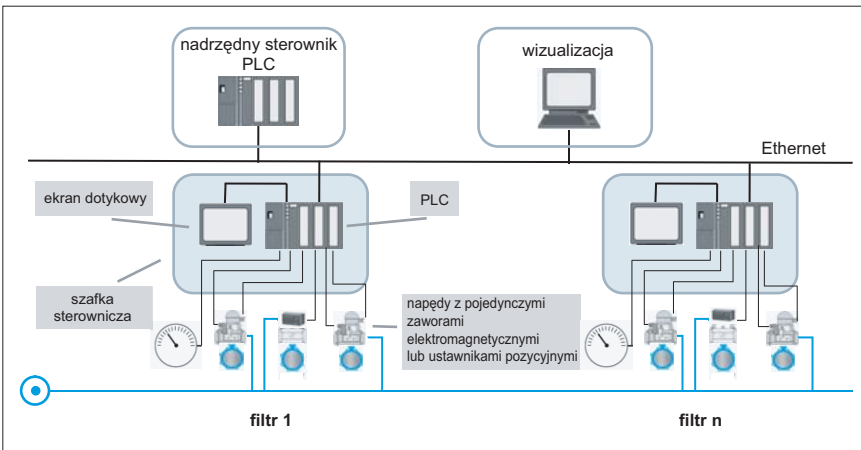 nadrzędny sterownik
PLC
wizualizacja
Ethernet
ekran dotykowy
PLC
szafka
sterownicza
napędy z pojedynczymi
zaworami
elektromagnetycznymi
lub ustawnikami pozycyjnymi
filtr 1
filtr n